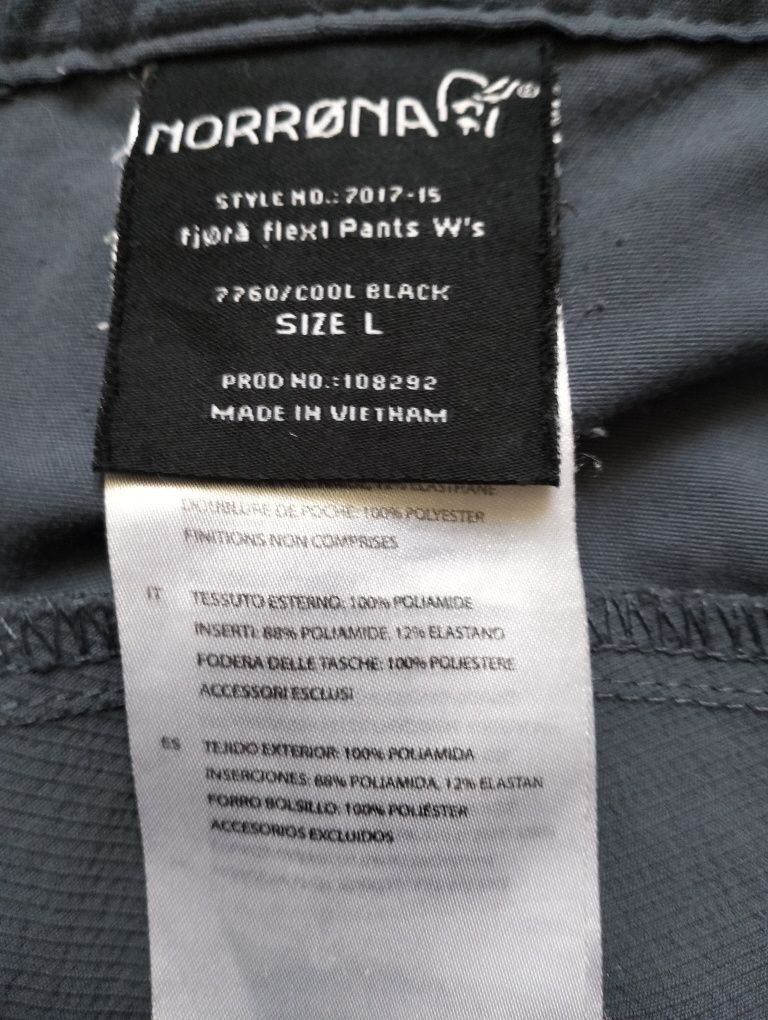 NORRØNA®
STYLE NO.: 7017-15
fjørå flex1 Pants W's
7760/COOL BLACK
SIZE L
PROD NO.:108292
MADE IN VIETNAM
12% ELASTHANE
DOUBLURE DE POCHE: 100% POLYESTER
FINITIONS NON COMPRISES
IT TESSUTO ESTERNO: 100% POLIAMIDE
INSERTI: 88% POLIAMIDE, 12% ELASTANO
FODERA DELLE TASCHE: 100% POLIESTERE
ACCESSORI ESCLUSI
ES TEJIDO EXTERIOR: 100% POLIAMIDA
INSERCIONES: 88% POLIAMIDA, 12% ELASTAN
FORRO BOLSILLO: 100% POLIÉSTER
ACCESORIOS EXCLUIDOS